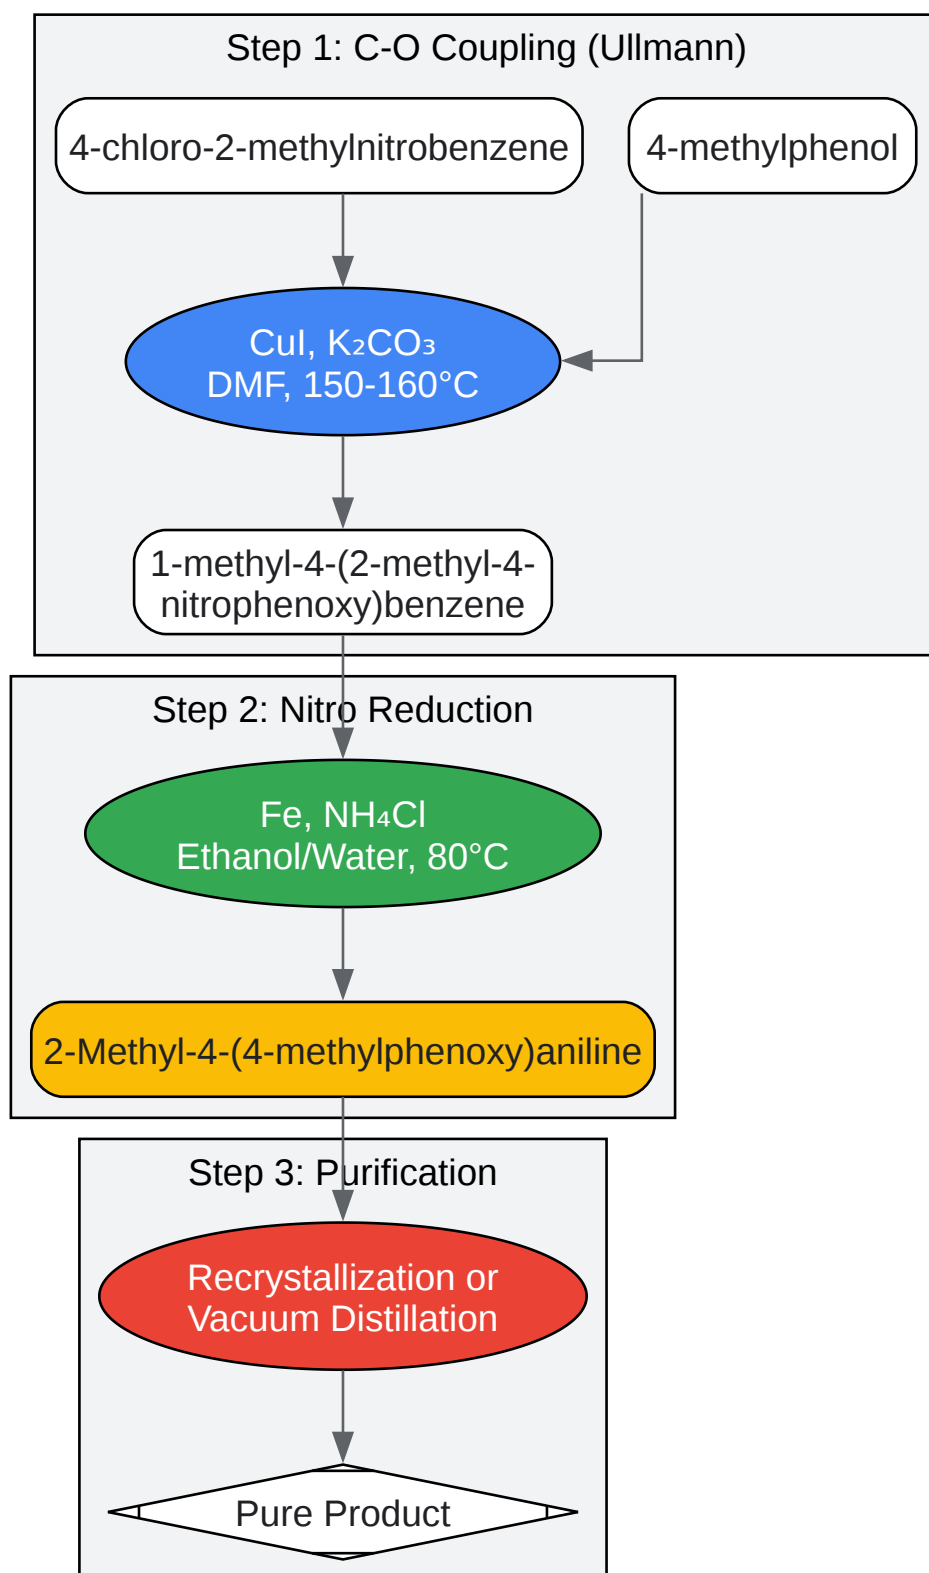 Step 1: C-O Coupling (Ullmann)
4-chloro-2-methylnitrobenzene
4-methylphenol
CuI, K₂CO₃
DMF, 150-160°C
1-methyl-4-(2-methyl-4-
nitrophenoxy)benzene
Step 2: Nitro Reduction
Fe, NH₄Cl
Ethanol/Water, 80°C
2-Methyl-4-(4-methylphenoxy)aniline
Step 3: Purification
Recrystallization or
Vacuum Distillation
Pure Product